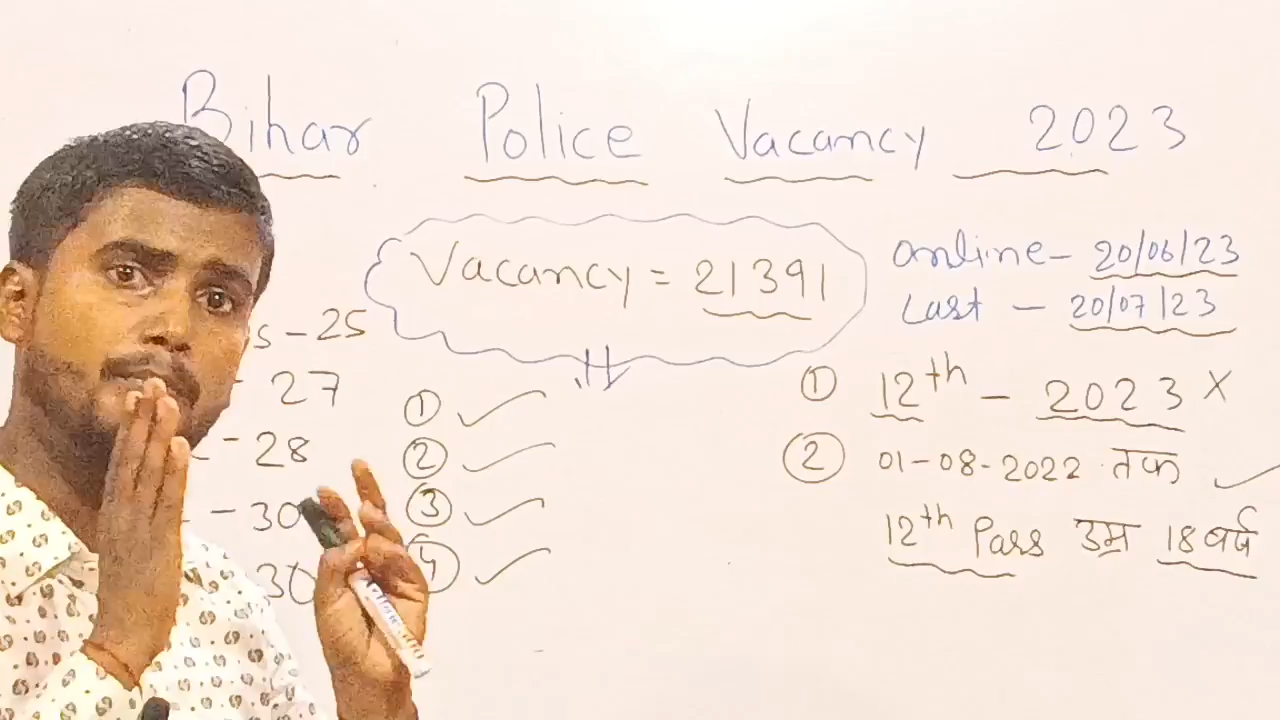 Bihar Police Vacancy 2023
Vacancy = 21391
online - 20/06/23
Last - 20/07/23
s - 25
- 27
- 28
- 30
30
① ✓
② ✓
③ ✓
④ ✓
① 12th - 2023 ×
② 01-08-2022 तक ✓
12th Pass उम्र 18 वर्ष